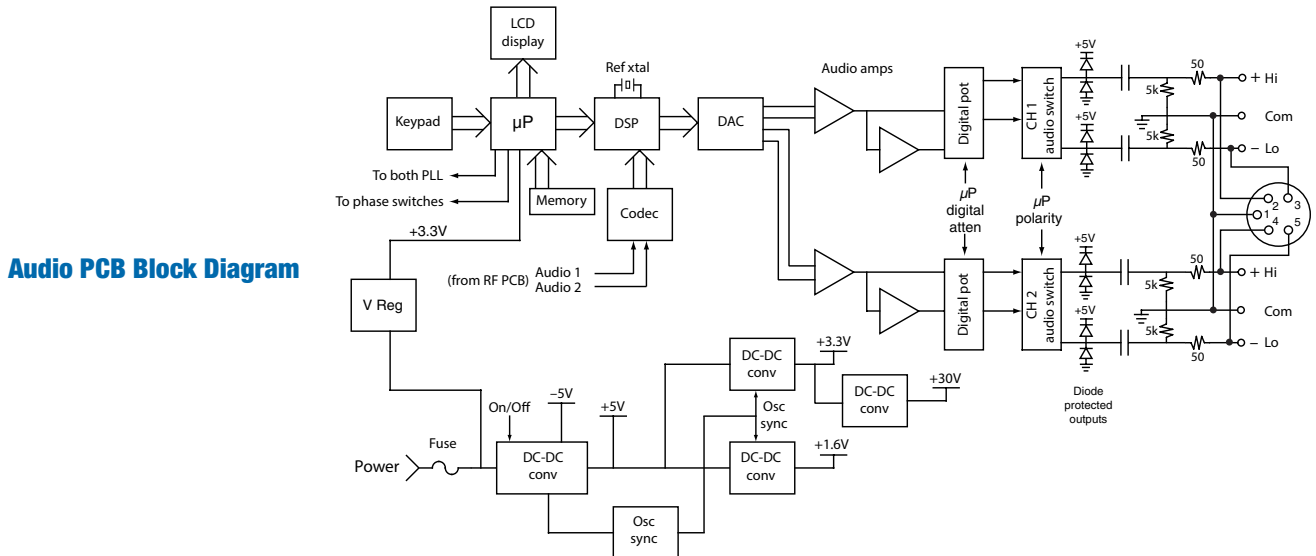 Audio PCB Block Diagram
LCD
display
Ref xtal
Keypad
µP
DSP
DAC
To both PLL
To phase switches
Memory
Codec
+3.3V
(from RF PCB)
Audio 1
Audio 2
V Reg
Audio amps
Digital pot
CH 1
audio switch
+5V
+5V
50
5k
5k
50
+ Hi
Com
– Lo
µP
digital
atten
µP
polarity
2
3
1
4
5
Digital pot
CH 2
audio switch
+5V
+5V
50
5k
5k
50
+ Hi
Com
– Lo
Diode
protected
outputs
Power
Fuse
On/Off
–5V
DC-DC
conv
+5V
Osc
sync
DC-DC
conv
+3.3V
Osc
sync
DC-DC
conv
+30V
DC-DC
conv
+1.6V